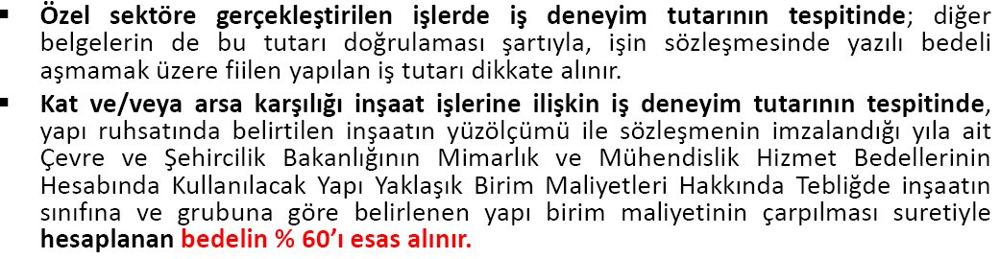 ▪ Özel sektöre gerçekleştirilen işlerde iş deneyim tutarının tespitinde; diğer
belgelerin de bu tutarı doğrulaması şartıyla, işin sözleşmesinde yazılı bedeli
aşmamak üzere fiilen yapılan iş tutarı dikkate alınır.
▪ Kat ve/veya arsa karşılığı inşaat işlerine ilişkin iş deneyim tutarının tespitinde,
yapı ruhsatında belirtilen inşaatın yüzölçümü ile sözleşmenin imzalandığı yıla ait
Çevre ve Şehircilik Bakanlığının Mimarlık ve Mühendislik Hizmet Bedellerinin
Hesabında Kullanılacak Yapı Yaklaşık Birim Maliyetleri Hakkında Tebliğde inşaatın
sınıfına ve grubuna göre belirlenen yapı birim maliyetinin çarpılması suretiyle
hesaplanan bedelin % 60’ı esas alınır.